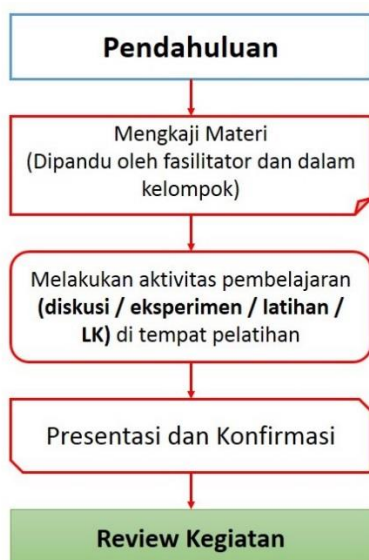 Pendahuluan
Mengkaji Materi
(Dipandu oleh fasilitator dan dalam
kelompok)
Melakukan aktivitas pembelajaran
(diskusi / eksperimen / latihan /
LK) di tempat pelatihan
Presentasi dan Konfirmasi
Review Kegiatan